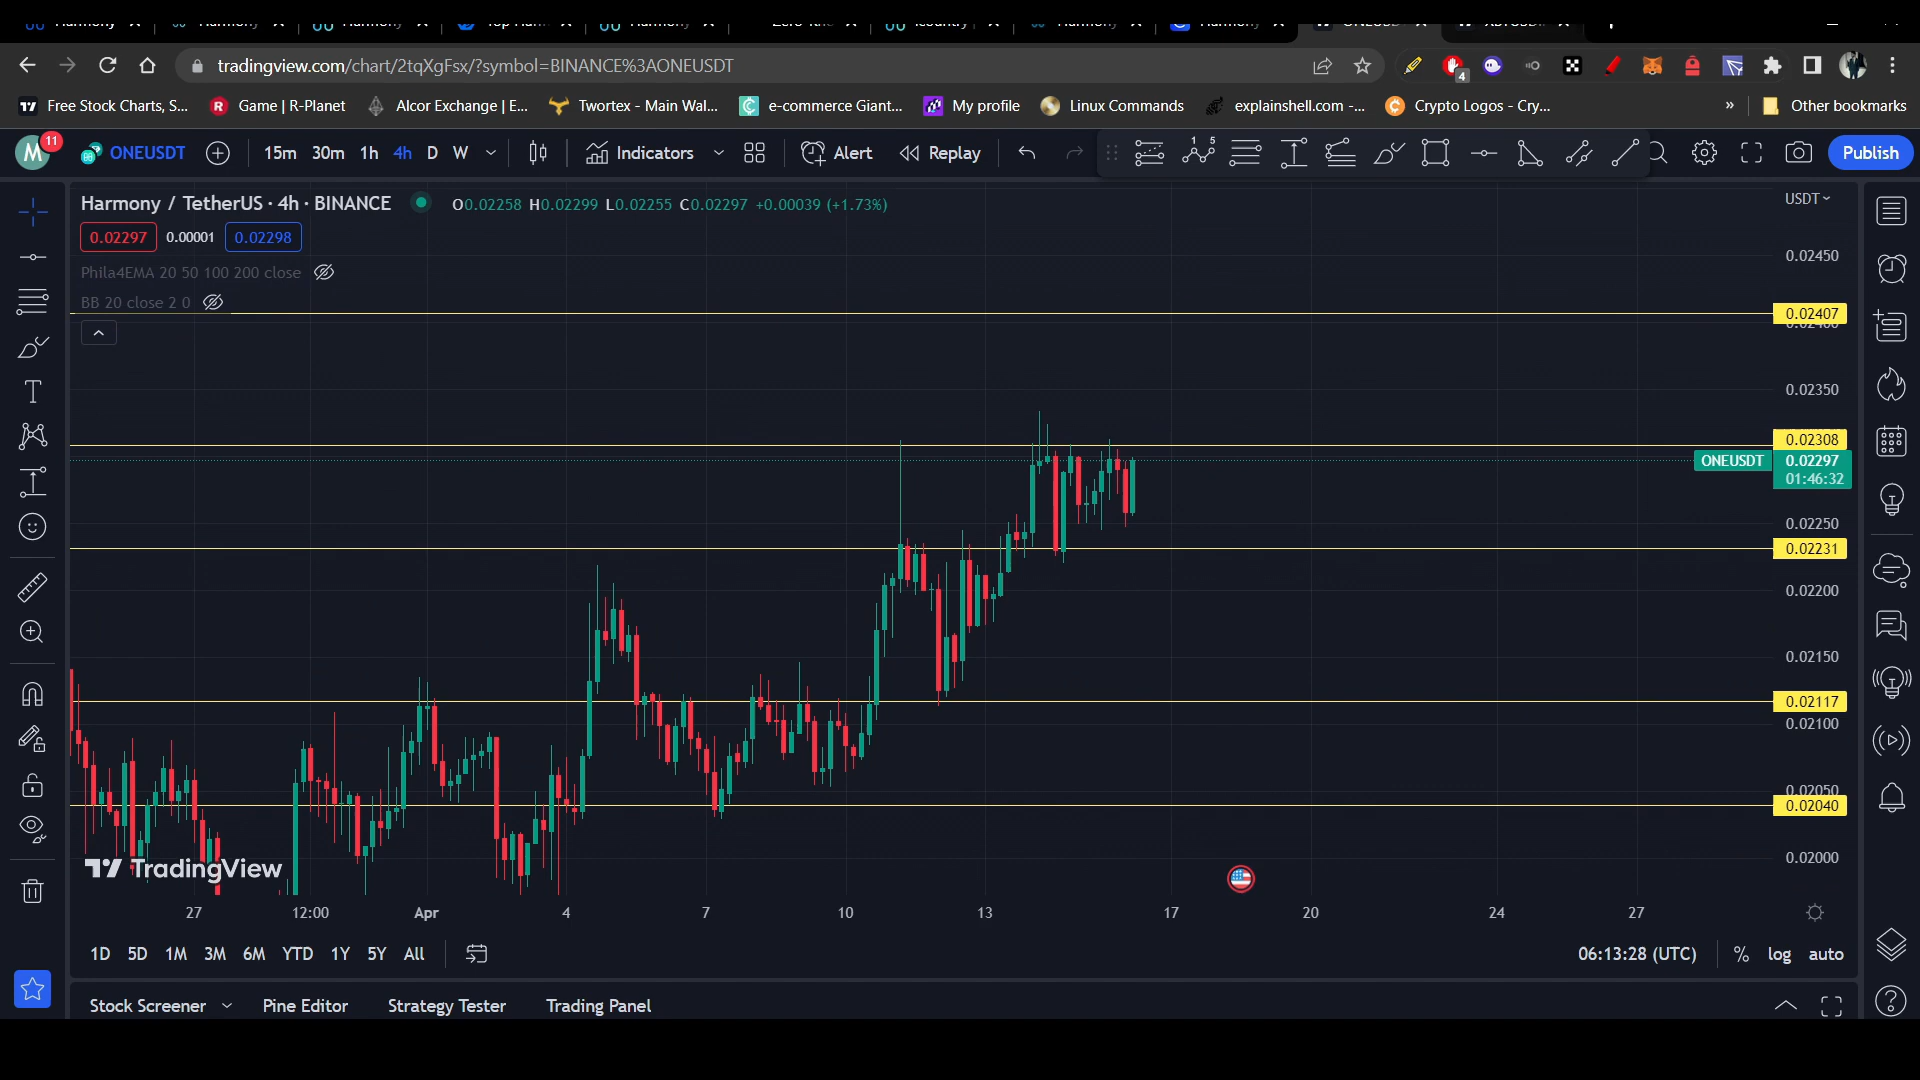 tradingview.com/chart/2tqXgFsx/?symbol=BINANCE%3AONEUSDT
4
Free Stock Charts, S...
Game | R-Planet
Alcor Exchange | E...
Twortex - Main Wal...
e-commerce Giant...
My profile
Linux Commands
explainshell.com -...
Crypto Logos - Cry...
»
Other bookmarks
M 11
ONEUSDT
15m 30m 1h 4h D W
Indicators
Alert
Replay
Publish
Harmony / TetherUS · 4h · BINANCE
O0.02258 H0.02299 L0.02255 C0.02297 +0.00039 (+1.73%)
USDT
0.02297 0.00001 0.02298
Phila4EMA 20 50 100 200 close
BB 20 close 2 0
0.02450
0.02407
0.02350
0.02308
ONEUSDT 0.02297
01:46:32
0.02250
0.02231
0.02200
0.02150
0.02117
0.02100
0.02050
0.02040
0.02000
TradingView
27 12:00 Apr 4 7 10 13 17 20 24 27
1D 5D 1M 3M 6M YTD 1Y 5Y All
06:13:28 (UTC) % log auto
Stock Screener Pine Editor Strategy Tester Trading Panel